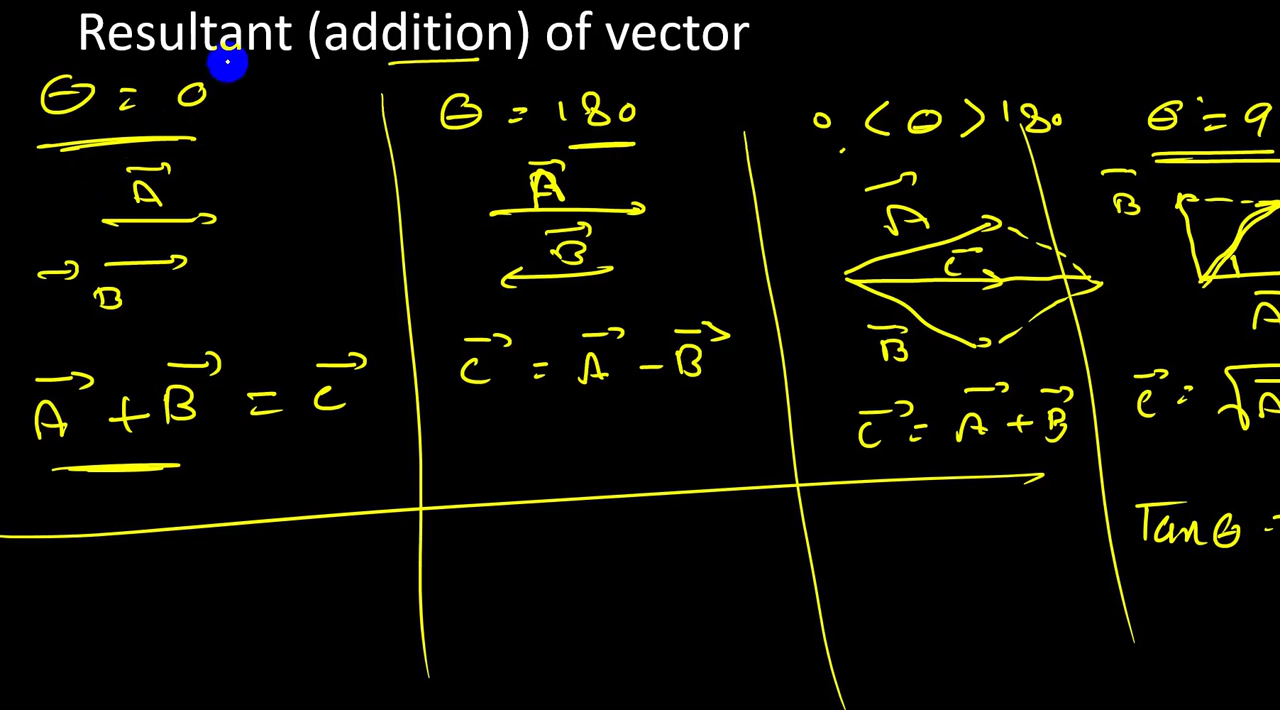 Resultant (addition) of vector
θ = 0
A⃗
B⃗
A⃗ + B⃗ = C⃗
θ = 180
A⃗
B⃗
C⃗ = A⃗ - B⃗
0 < θ > 180
A⃗
C⃗
B⃗
C⃗ = A⃗ + B⃗
θ = 9
B
A
C⃗ = √A
Tanθ =